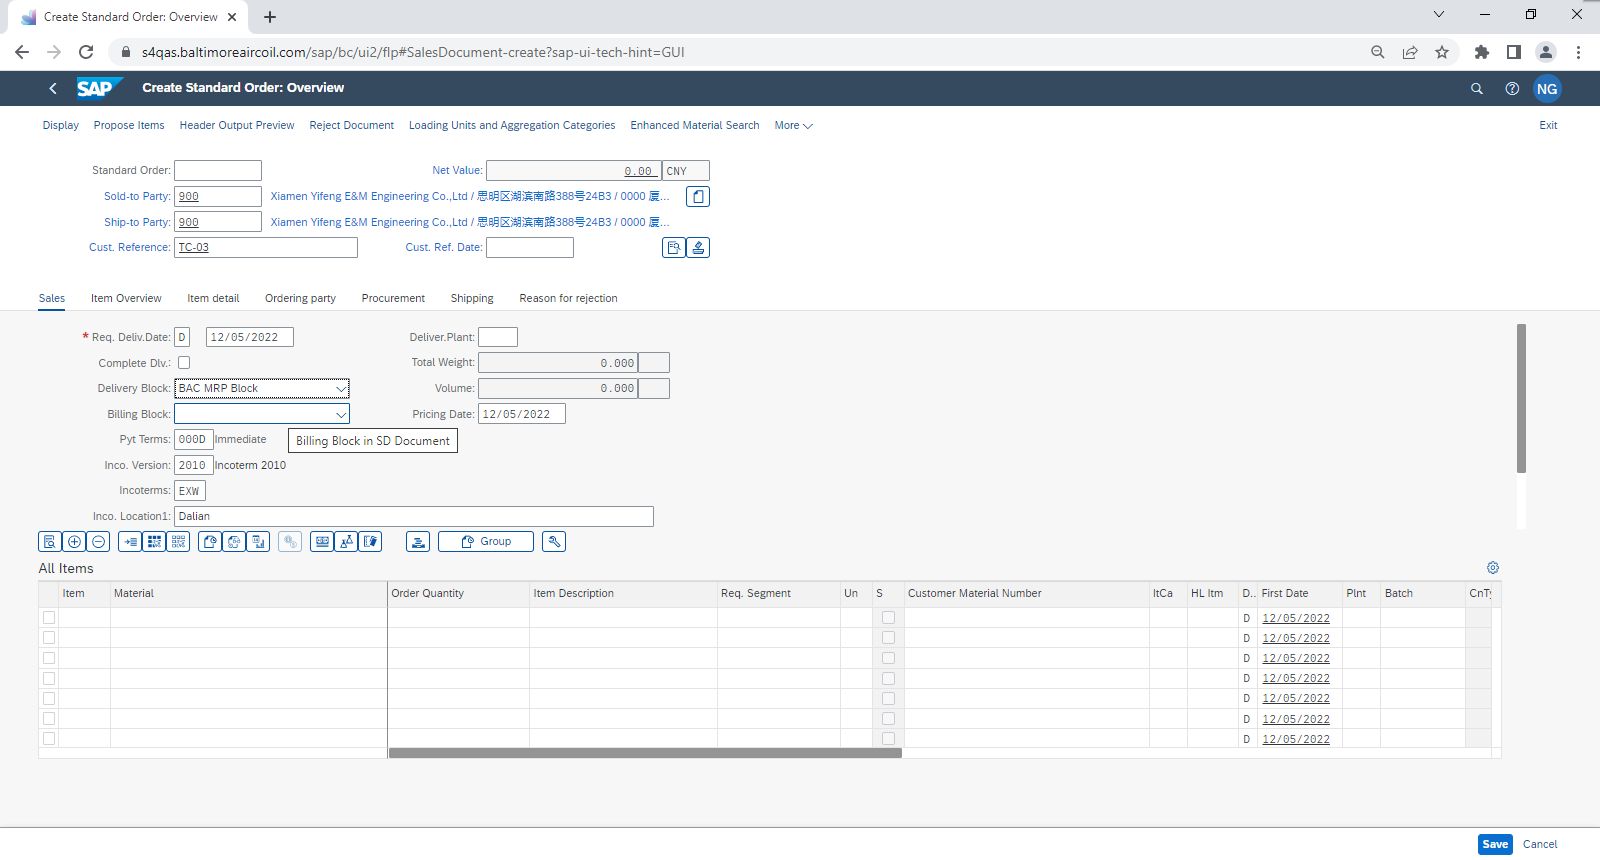 Create Standard Order: Overview
s4qas.baltimoreaircoil.com/sap/bc/ui2/flp#SalesDocument-create?sap-ui-tech-hint=GUI
SAP Create Standard Order: Overview NG
Display Propose Items Header Output Preview Reject Document Loading Units and Aggregation Categories Enhanced Material Search More Exit
Standard Order: Net Value: 0.00 CNY
Sold-to Party: 900 Xiamen Yifeng E&M Engineering Co.,Ltd / 思明区湖滨南路388号24B3 / 0000 厦...
Ship-to Party: 900 Xiamen Yifeng E&M Engineering Co.,Ltd / 思明区湖滨南路388号24B3 / 0000 厦...
Cust. Reference: TC-03 Cust. Ref. Date:
Sales Item Overview Item detail Ordering party Procurement Shipping Reason for rejection
* Req. Deliv.Date: D 12/05/2022 Deliver.Plant:
Complete Dlv.: Total Weight: 0.000
Delivery Block: BAC MRP Block Volume: 0.000
Billing Block: Pricing Date: 12/05/2022
Pyt Terms: 000D Immediate Billing Block in SD Document
Inco. Version: 2010 Incoterm 2010
Incoterms: EXW
Inco. Location1: Dalian
Group
All Items
Item Material Order Quantity Item Description Req. Segment Un S Customer Material Number ItCa HL Itm D.. First Date Plnt Batch CnTy
D 12/05/2022
D 12/05/2022
D 12/05/2022
D 12/05/2022
D 12/05/2022
D 12/05/2022
D 12/05/2022
Save Cancel